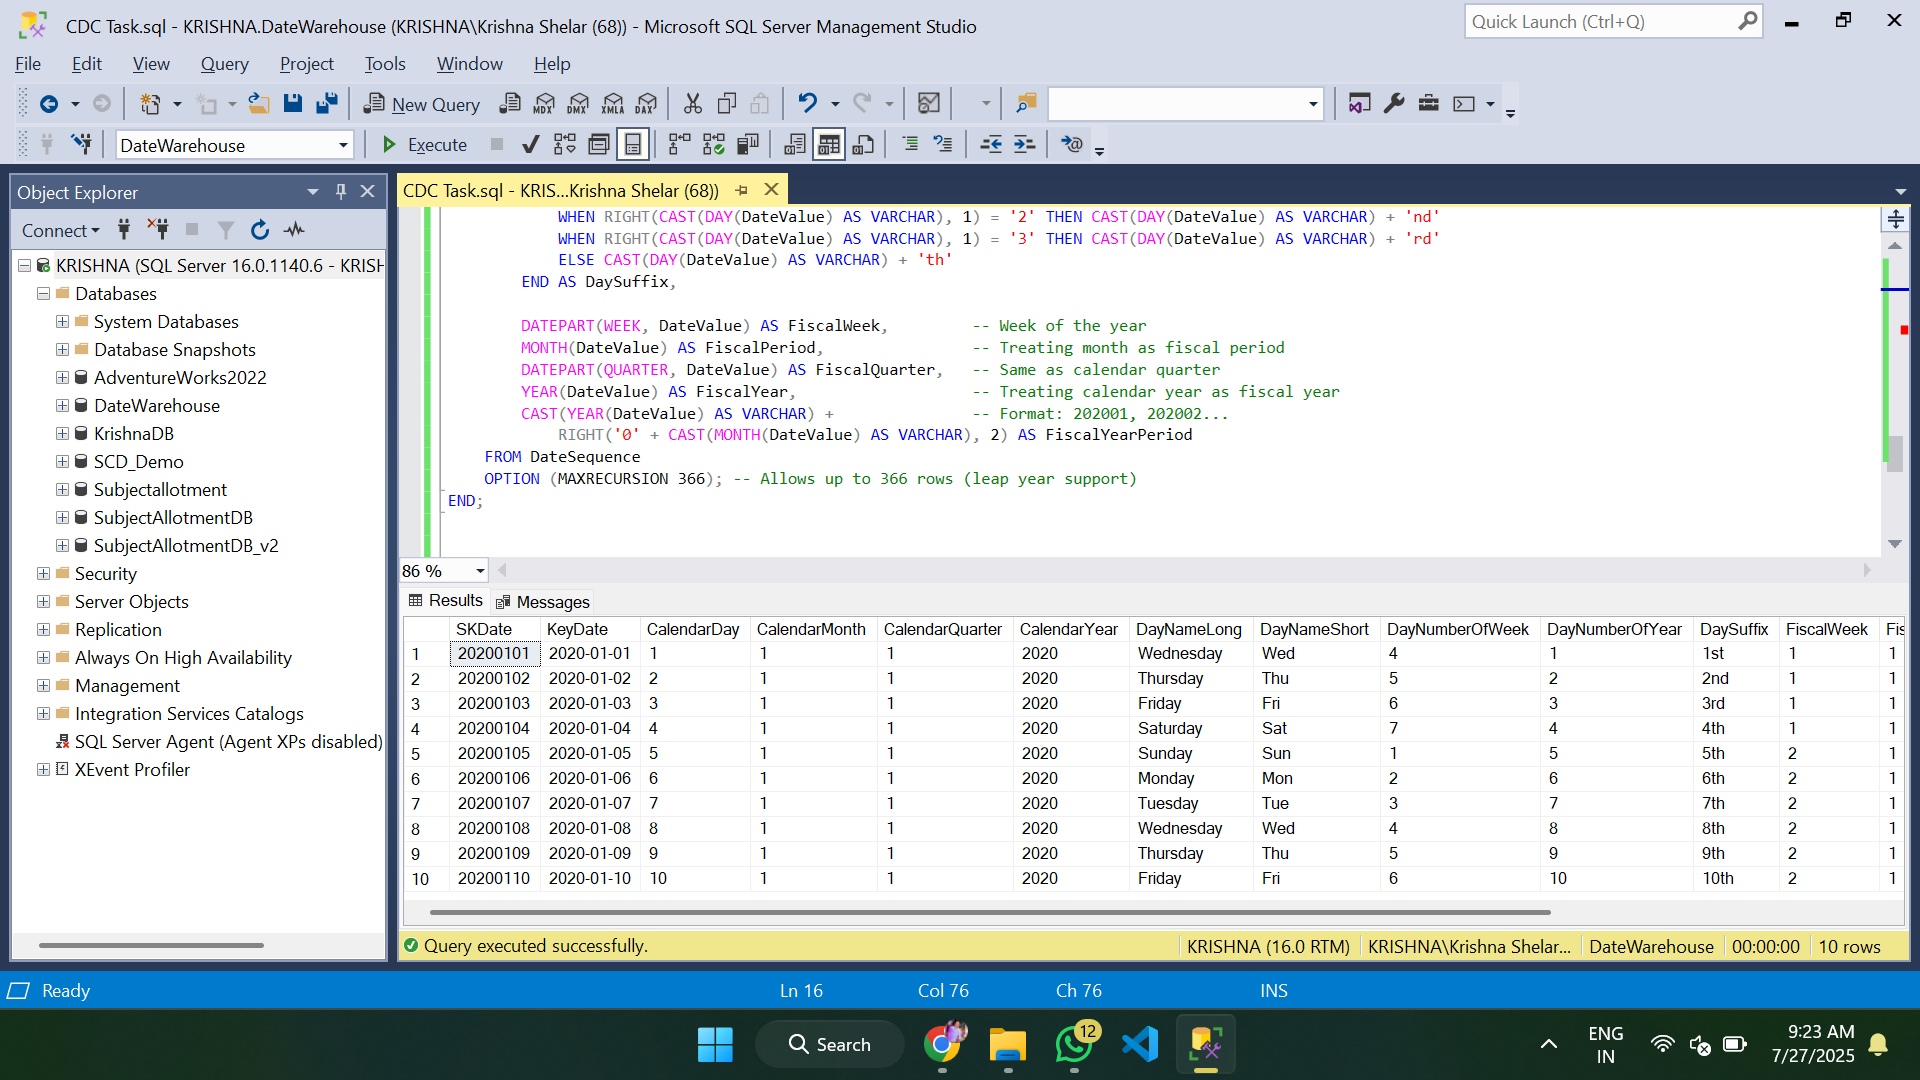 CDC Task.sql - KRISHNA.DateWarehouse (KRISHNA\Krishna Shelar (68)) - Microsoft SQL Server Management Studio
Quick Launch (Ctrl+Q)
File Edit View Query Project Tools Window Help
New Query MDX DMX XMLA DAX
DateWarehouse Execute
Object Explorer
Connect
KRISHNA (SQL Server 16.0.1140.6 - KRISH
Databases
System Databases
Database Snapshots
AdventureWorks2022
DateWarehouse
KrishnaDB
SCD_Demo
Subjectallotment
SubjectAllotmentDB
SubjectAllotmentDB_v2
Security
Server Objects
Replication
Always On High Availability
Management
Integration Services Catalogs
SQL Server Agent (Agent XPs disabled)
XEvent Profiler
CDC Task.sql - KRIS...Krishna Shelar (68))
WHEN RIGHT(CAST(DAY(DateValue) AS VARCHAR), 1) = '2' THEN CAST(DAY(DateValue) AS VARCHAR) + 'nd'
WHEN RIGHT(CAST(DAY(DateValue) AS VARCHAR), 1) = '3' THEN CAST(DAY(DateValue) AS VARCHAR) + 'rd'
ELSE CAST(DAY(DateValue) AS VARCHAR) + 'th'
END AS DaySuffix,
DATEPART(WEEK, DateValue) AS FiscalWeek, -- Week of the year
MONTH(DateValue) AS FiscalPeriod, -- Treating month as fiscal period
DATEPART(QUARTER, DateValue) AS FiscalQuarter, -- Same as calendar quarter
YEAR(DateValue) AS FiscalYear, -- Treating calendar year as fiscal year
CAST(YEAR(DateValue) AS VARCHAR) + -- Format: 202001, 202002...
RIGHT('0' + CAST(MONTH(DateValue) AS VARCHAR), 2) AS FiscalYearPeriod
FROM DateSequence
OPTION (MAXRECURSION 366); -- Allows up to 366 rows (leap year support)
END;
86 %
Results Messages
SKDate KeyDate CalendarDay CalendarMonth CalendarQuarter CalendarYear DayNameLong DayNameShort DayNumberOfWeek DayNumberOfYear DaySuffix FiscalWeek Fis
1 20200101 2020-01-01 1 1 1 2020 Wednesday Wed 4 1 1st 1 1
2 20200102 2020-01-02 2 1 1 2020 Thursday Thu 5 2 2nd 1 1
3 20200103 2020-01-03 3 1 1 2020 Friday Fri 6 3 3rd 1 1
4 20200104 2020-01-04 4 1 1 2020 Saturday Sat 7 4 4th 1 1
5 20200105 2020-01-05 5 1 1 2020 Sunday Sun 1 5 5th 2 1
6 20200106 2020-01-06 6 1 1 2020 Monday Mon 2 6 6th 2 1
7 20200107 2020-01-07 7 1 1 2020 Tuesday Tue 3 7 7th 2 1
8 20200108 2020-01-08 8 1 1 2020 Wednesday Wed 4 8 8th 2 1
9 20200109 2020-01-09 9 1 1 2020 Thursday Thu 5 9 9th 2 1
10 20200110 2020-01-10 10 1 1 2020 Friday Fri 6 10 10th 2 1
Query executed successfully. KRISHNA (16.0 RTM) KRISHNA\Krishna Shelar... DateWarehouse 00:00:00 10 rows
Ready Ln 16 Col 76 Ch 76 INS
Search 12 ENG 9:23 AM
IN 7/27/2025